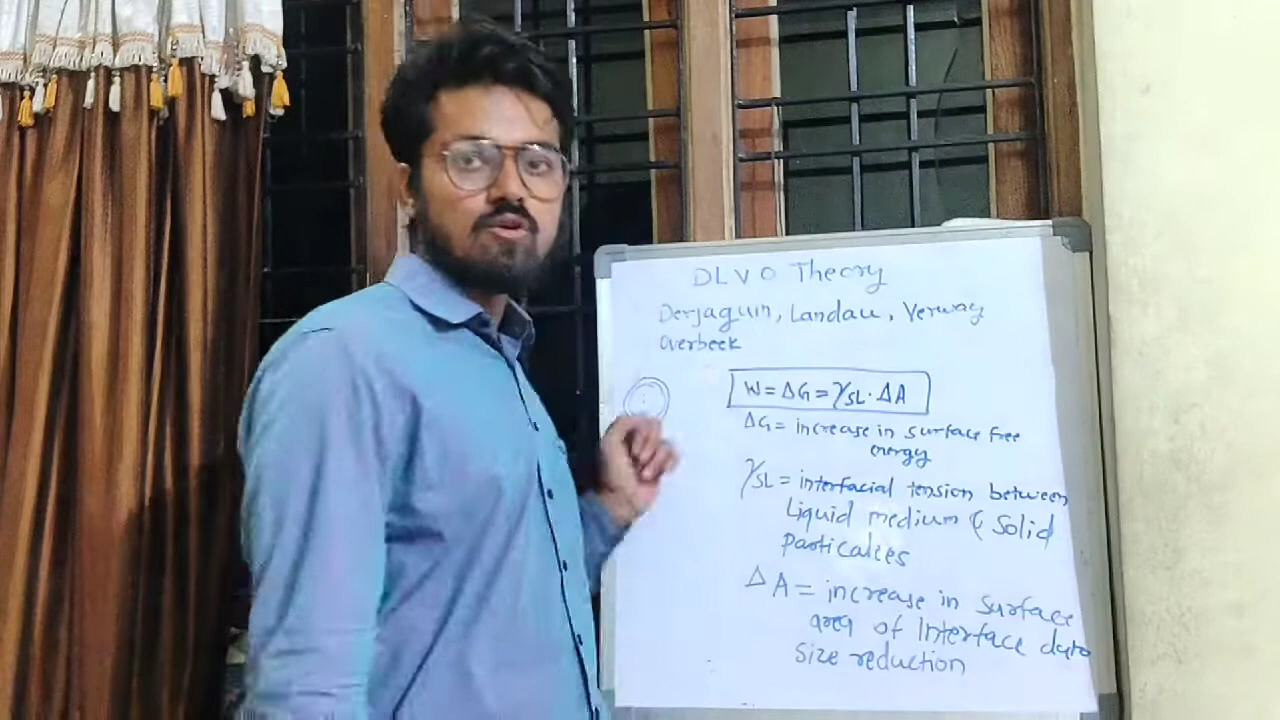 DLVO Theory
Derjaguin, Landau, Verway
Overbeek
W = ΔG = γSL · ΔA
ΔG = increase in surface free
energy
γSL = interfacial tension between
Liquid medium & Solid
Particales
ΔA = increase in surface
area of Interface due to
Size reduction